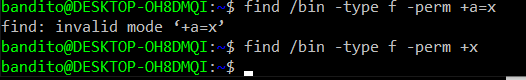 bandito@DESKTOP-OH8DMQI:~$ find /bin -type f -perm +a=x
find: invalid mode ‘+a=x’
bandito@DESKTOP-OH8DMQI:~$ find /bin -type f -perm +x
bandito@DESKTOP-OH8DMQI:~$